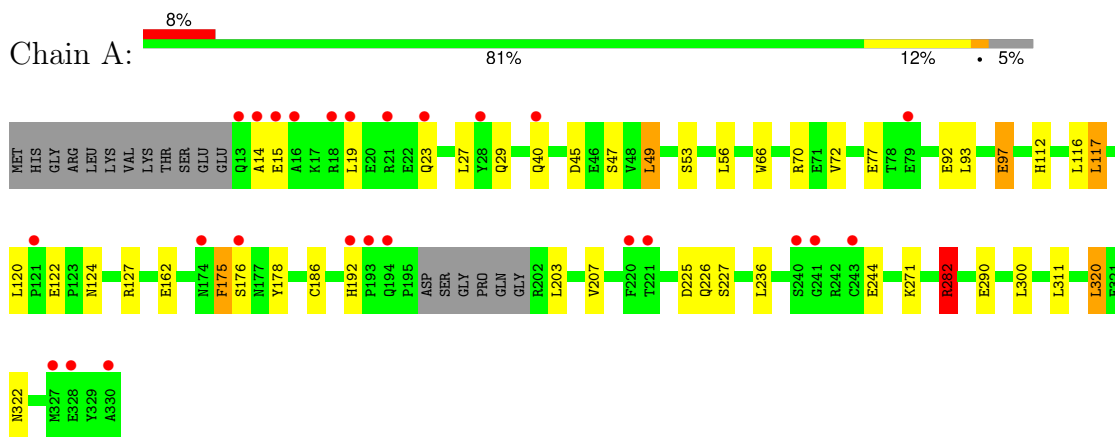 8%
Chain A:
81% 12% • 5%
MET HIS GLY ARG LEU LYS VAL LYS THR SER GLU GLU Q13 A14 E15 A16 K17 R18 L19 E20 R21 E22 Q23 L27 Y28 Q29 Q40 D45 E46 S47 V48 L49 S53 L56 W66 R70 E71 V72 E77 T78 E79 E92 L93 E97 H112 L116 L117
L120 P121 E122 P123 N124 R127 E162 N174 F175 S176 N177 Y178 C186 H192 P193 Q194 P195 ASP SER GLY PRO GLN GLY R202 L203 V207 F220 T221 D225 Q226 S227 L236 S240 G241 R242 C243 E244 K271 R282 E290 L300 L311 L320 E321
N322 M327 E328 Y329 A330